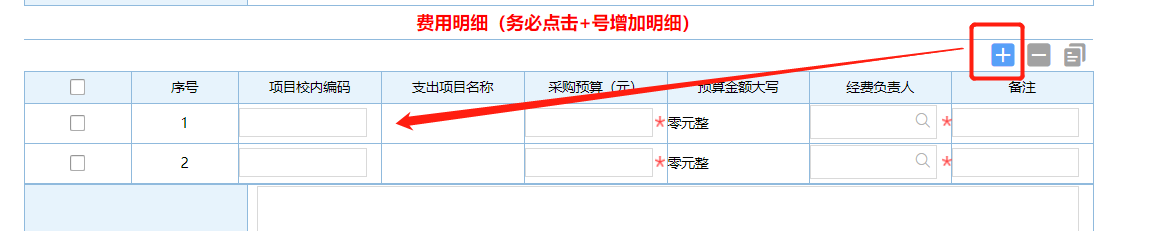 费用明细（务必点击+号增加明细）
序号 项目校内编码 支出项目名称 采购预算（元） 预算金额大写 经费负责人 备注
1 * 零元整 *
2 * 零元整 *